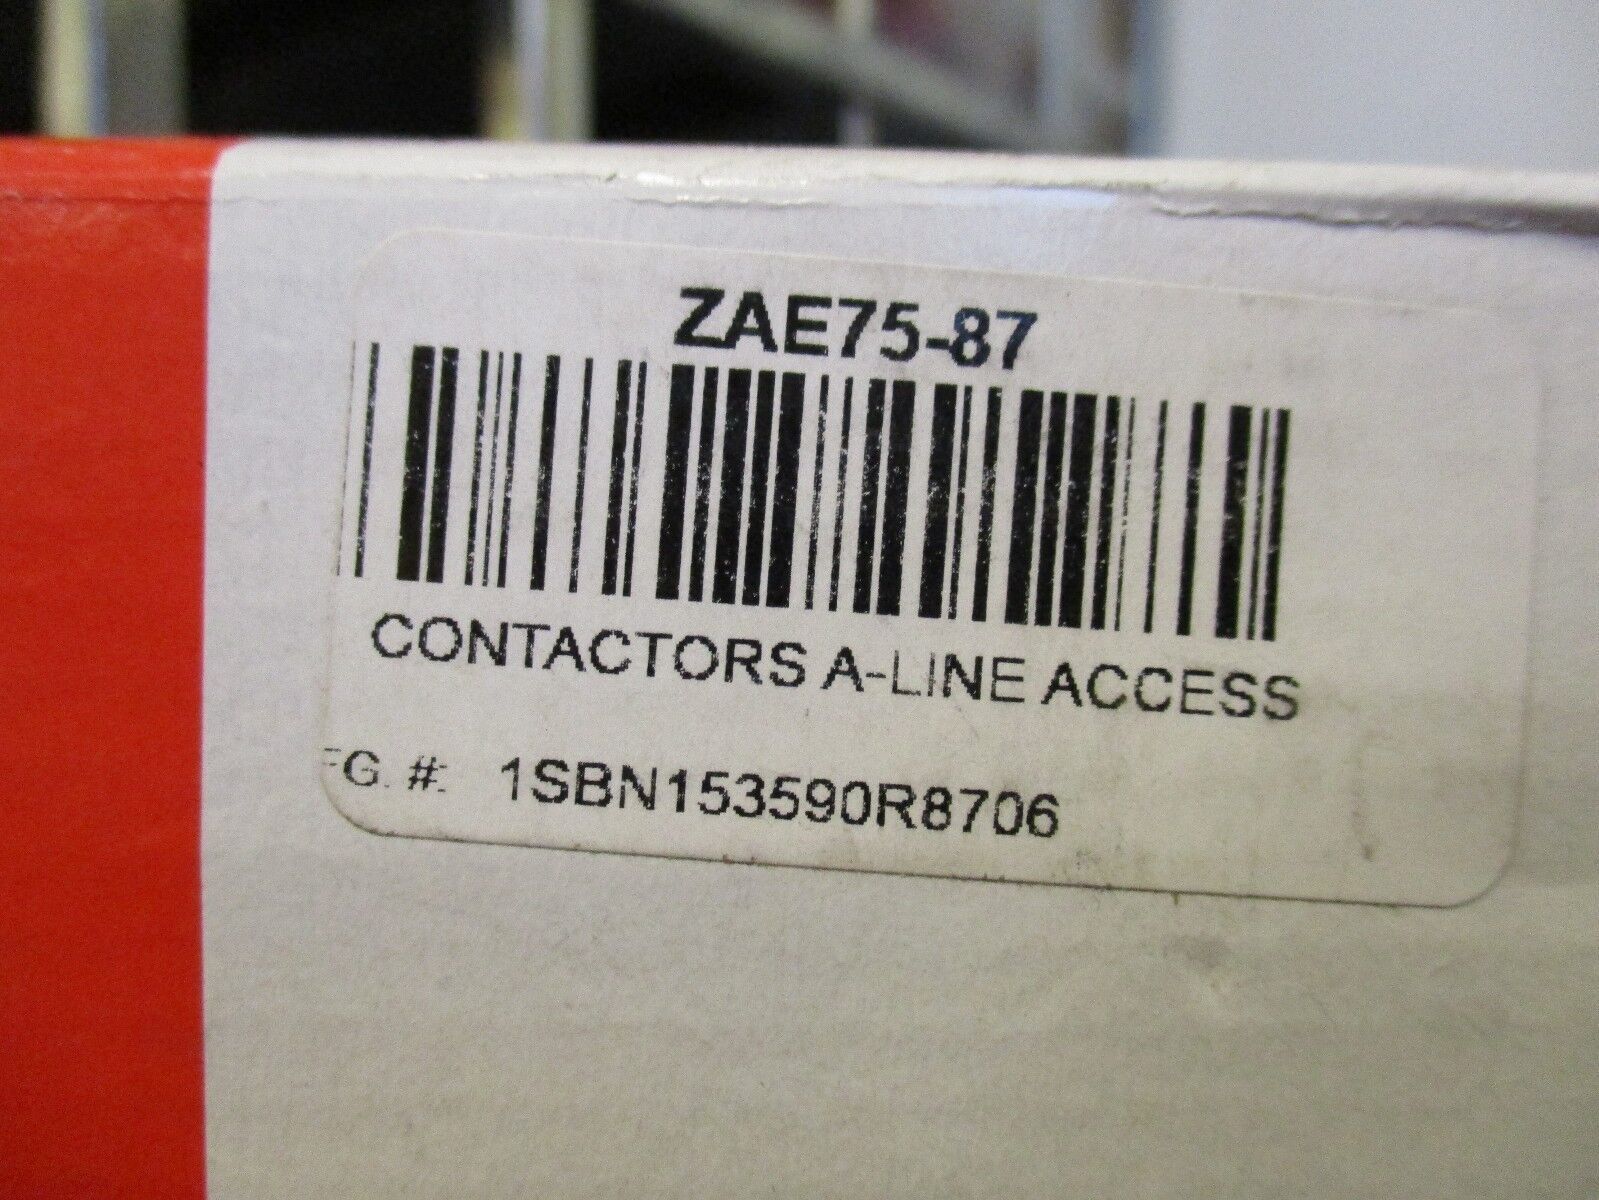 ZAE75-87
CONTACTORS A-LINE ACCESS
FG. #: 1SBN153590R8706